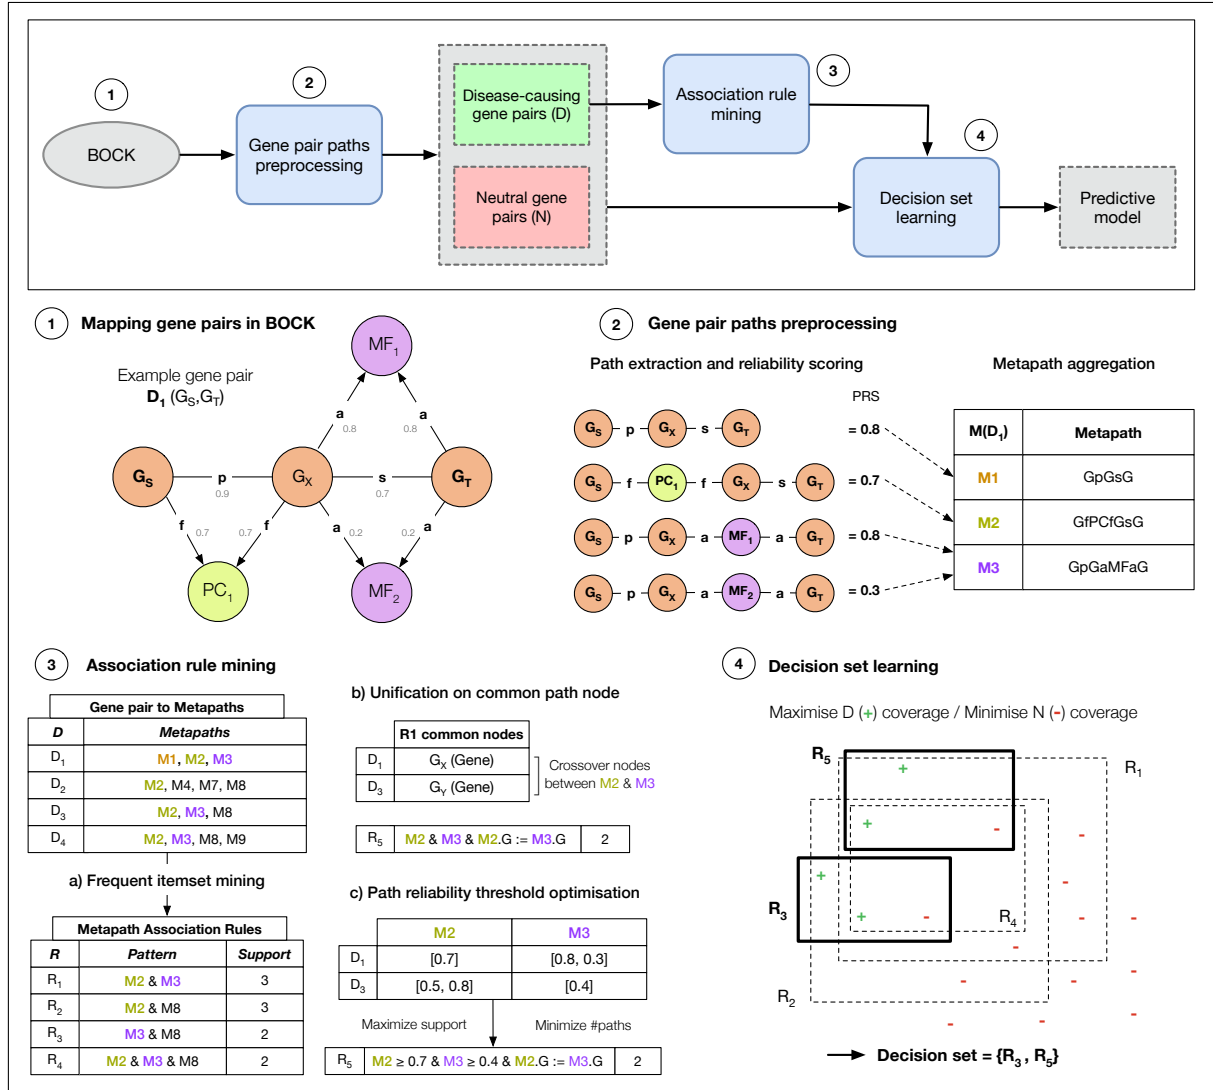 1
2
3
4
BOCK
Gene pair paths
preprocessing
Disease-causing
gene pairs (D)
Neutral gene
pairs (N)
Association rule
mining
Decision set
learning
Predictive
model
1 Mapping gene pairs in BOCK
Example gene pair
D1 (GS,GT)
MF1
a
0.8
a
0.8
GS
p
0.9
GX
s
0.7
GT
f
0.7
f
0.7
a
0.2
a
0.2
PC1
MF2
2 Gene pair paths preprocessing
Path extraction and reliability scoring
PRS
GS p GX s GT = 0.8
GS f PC1 f GX s GT = 0.7
GS p GX a MF1 a GT = 0.8
GS p GX a MF2 a GT = 0.3
Metapath aggregation
M(D1) Metapath
M1 GpGsG
M2 GfPCfGsG
M3 GpGaMFaG
3 Association rule mining
Gene pair to Metapaths
D Metapaths
D1 M1, M2, M3
D2 M2, M4, M7, M8
D3 M2, M3, M8
D4 M2, M3, M8, M9
a) Frequent itemset mining
Metapath Association Rules
R Pattern Support
R1 M2 & M3 3
R2 M2 & M8 3
R3 M3 & M8 2
R4 M2 & M3 & M8 2
b) Unification on common path node
R1 common nodes
D1 GX (Gene)
D3 GY (Gene)
Crossover nodes
between M2 & M3
R5 M2 & M3 & M2.G := M3.G 2
c) Path reliability threshold optimisation
M2 M3
D1 [0.7] [0.8, 0.3]
D3 [0.5, 0.8] [0.4]
Maximize support
Minimize #paths
R5 M2 ≥ 0.7 & M3 ≥ 0.4 & M2.G := M3.G 2
4 Decision set learning
Maximise D (+) coverage / Minimise N (-) coverage
R5
R1
R3
R4
R2
Decision set = {R3 , R5}